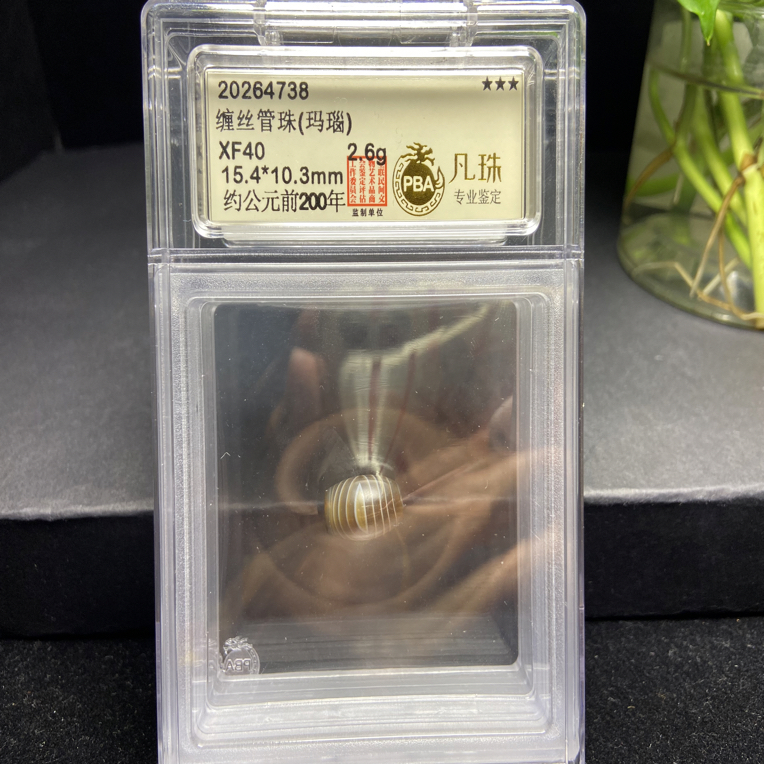 20264738
★★★
缠丝管珠(玛瑙)
XF40 2.6g
15.4*10.3mm
约公元前200年
监制单位
PBA
凡珠
专业鉴定
PBA